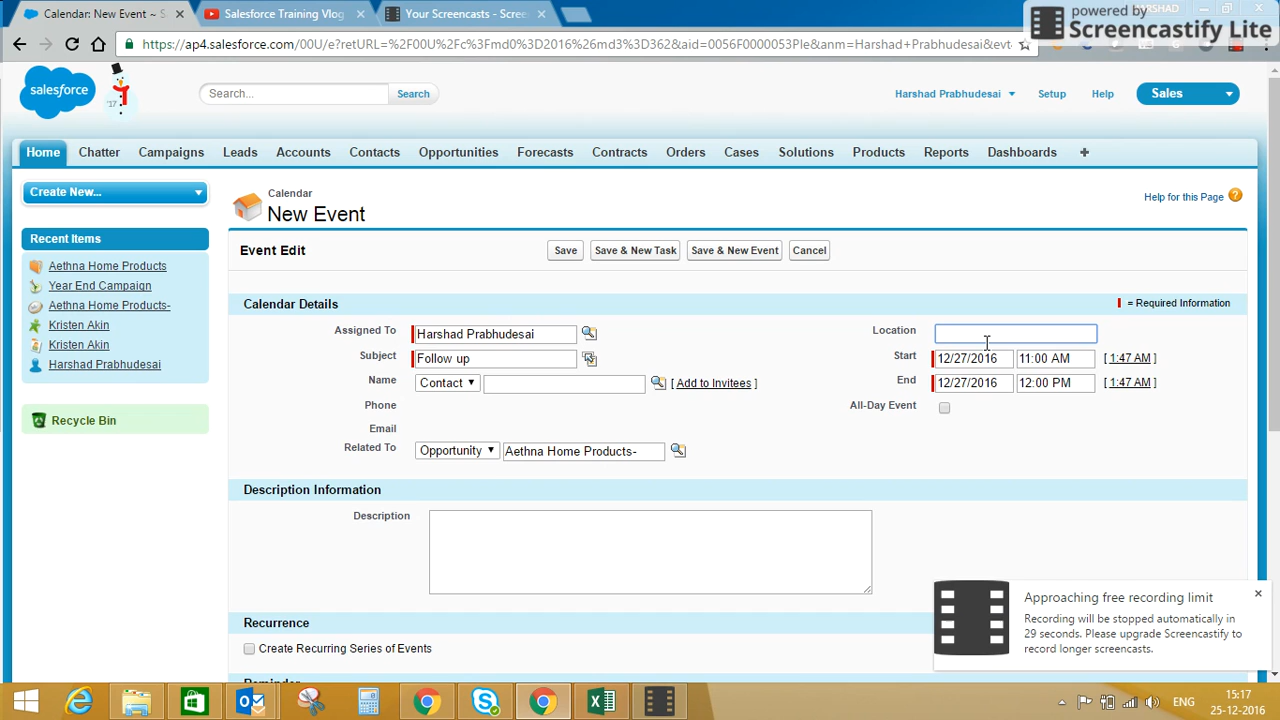 Calendar: New Event ~ S
Salesforce Training Vlog
Your Screencasts - Scree
powered by
Screencastify Lite
https://ap4.salesforce.com/00U/e?retURL=%2F00U%2Fc%3Fmd0%3D2016%26md3%3D362&aid=0056F0000053Ple&anm=Harshad+Prabhudesai&evt
salesforce
'17
Search...
Search
Harshad Prabhudesai
Setup
Help
Sales
Home
Chatter
Campaigns
Leads
Accounts
Contacts
Opportunities
Forecasts
Contracts
Orders
Cases
Solutions
Products
Reports
Dashboards
+
Create New...
Recent Items
Aethna Home Products
Year End Campaign
Aethna Home Products-
Kristen Akin
Kristen Akin
Harshad Prabhudesai
Recycle Bin
Calendar
New Event
Help for this Page
Event Edit
Save
Save & New Task
Save & New Event
Cancel
Calendar Details
= Required Information
Assigned To
Harshad Prabhudesai
Location
Subject
Follow up
Start
12/27/2016
11:00 AM
[ 1:47 AM ]
Name
Contact
[ Add to Invitees ]
End
12/27/2016
12:00 PM
[ 1:47 AM ]
Phone
All-Day Event
Email
Related To
Opportunity
Aethna Home Products-
Description Information
Description
Recurrence
Create Recurring Series of Events
Reminder
Approaching free recording limit
Recording will be stopped automatically in
29 seconds. Please upgrade Screencastify to
record longer screencasts.
ENG
15:17
25-12-2016